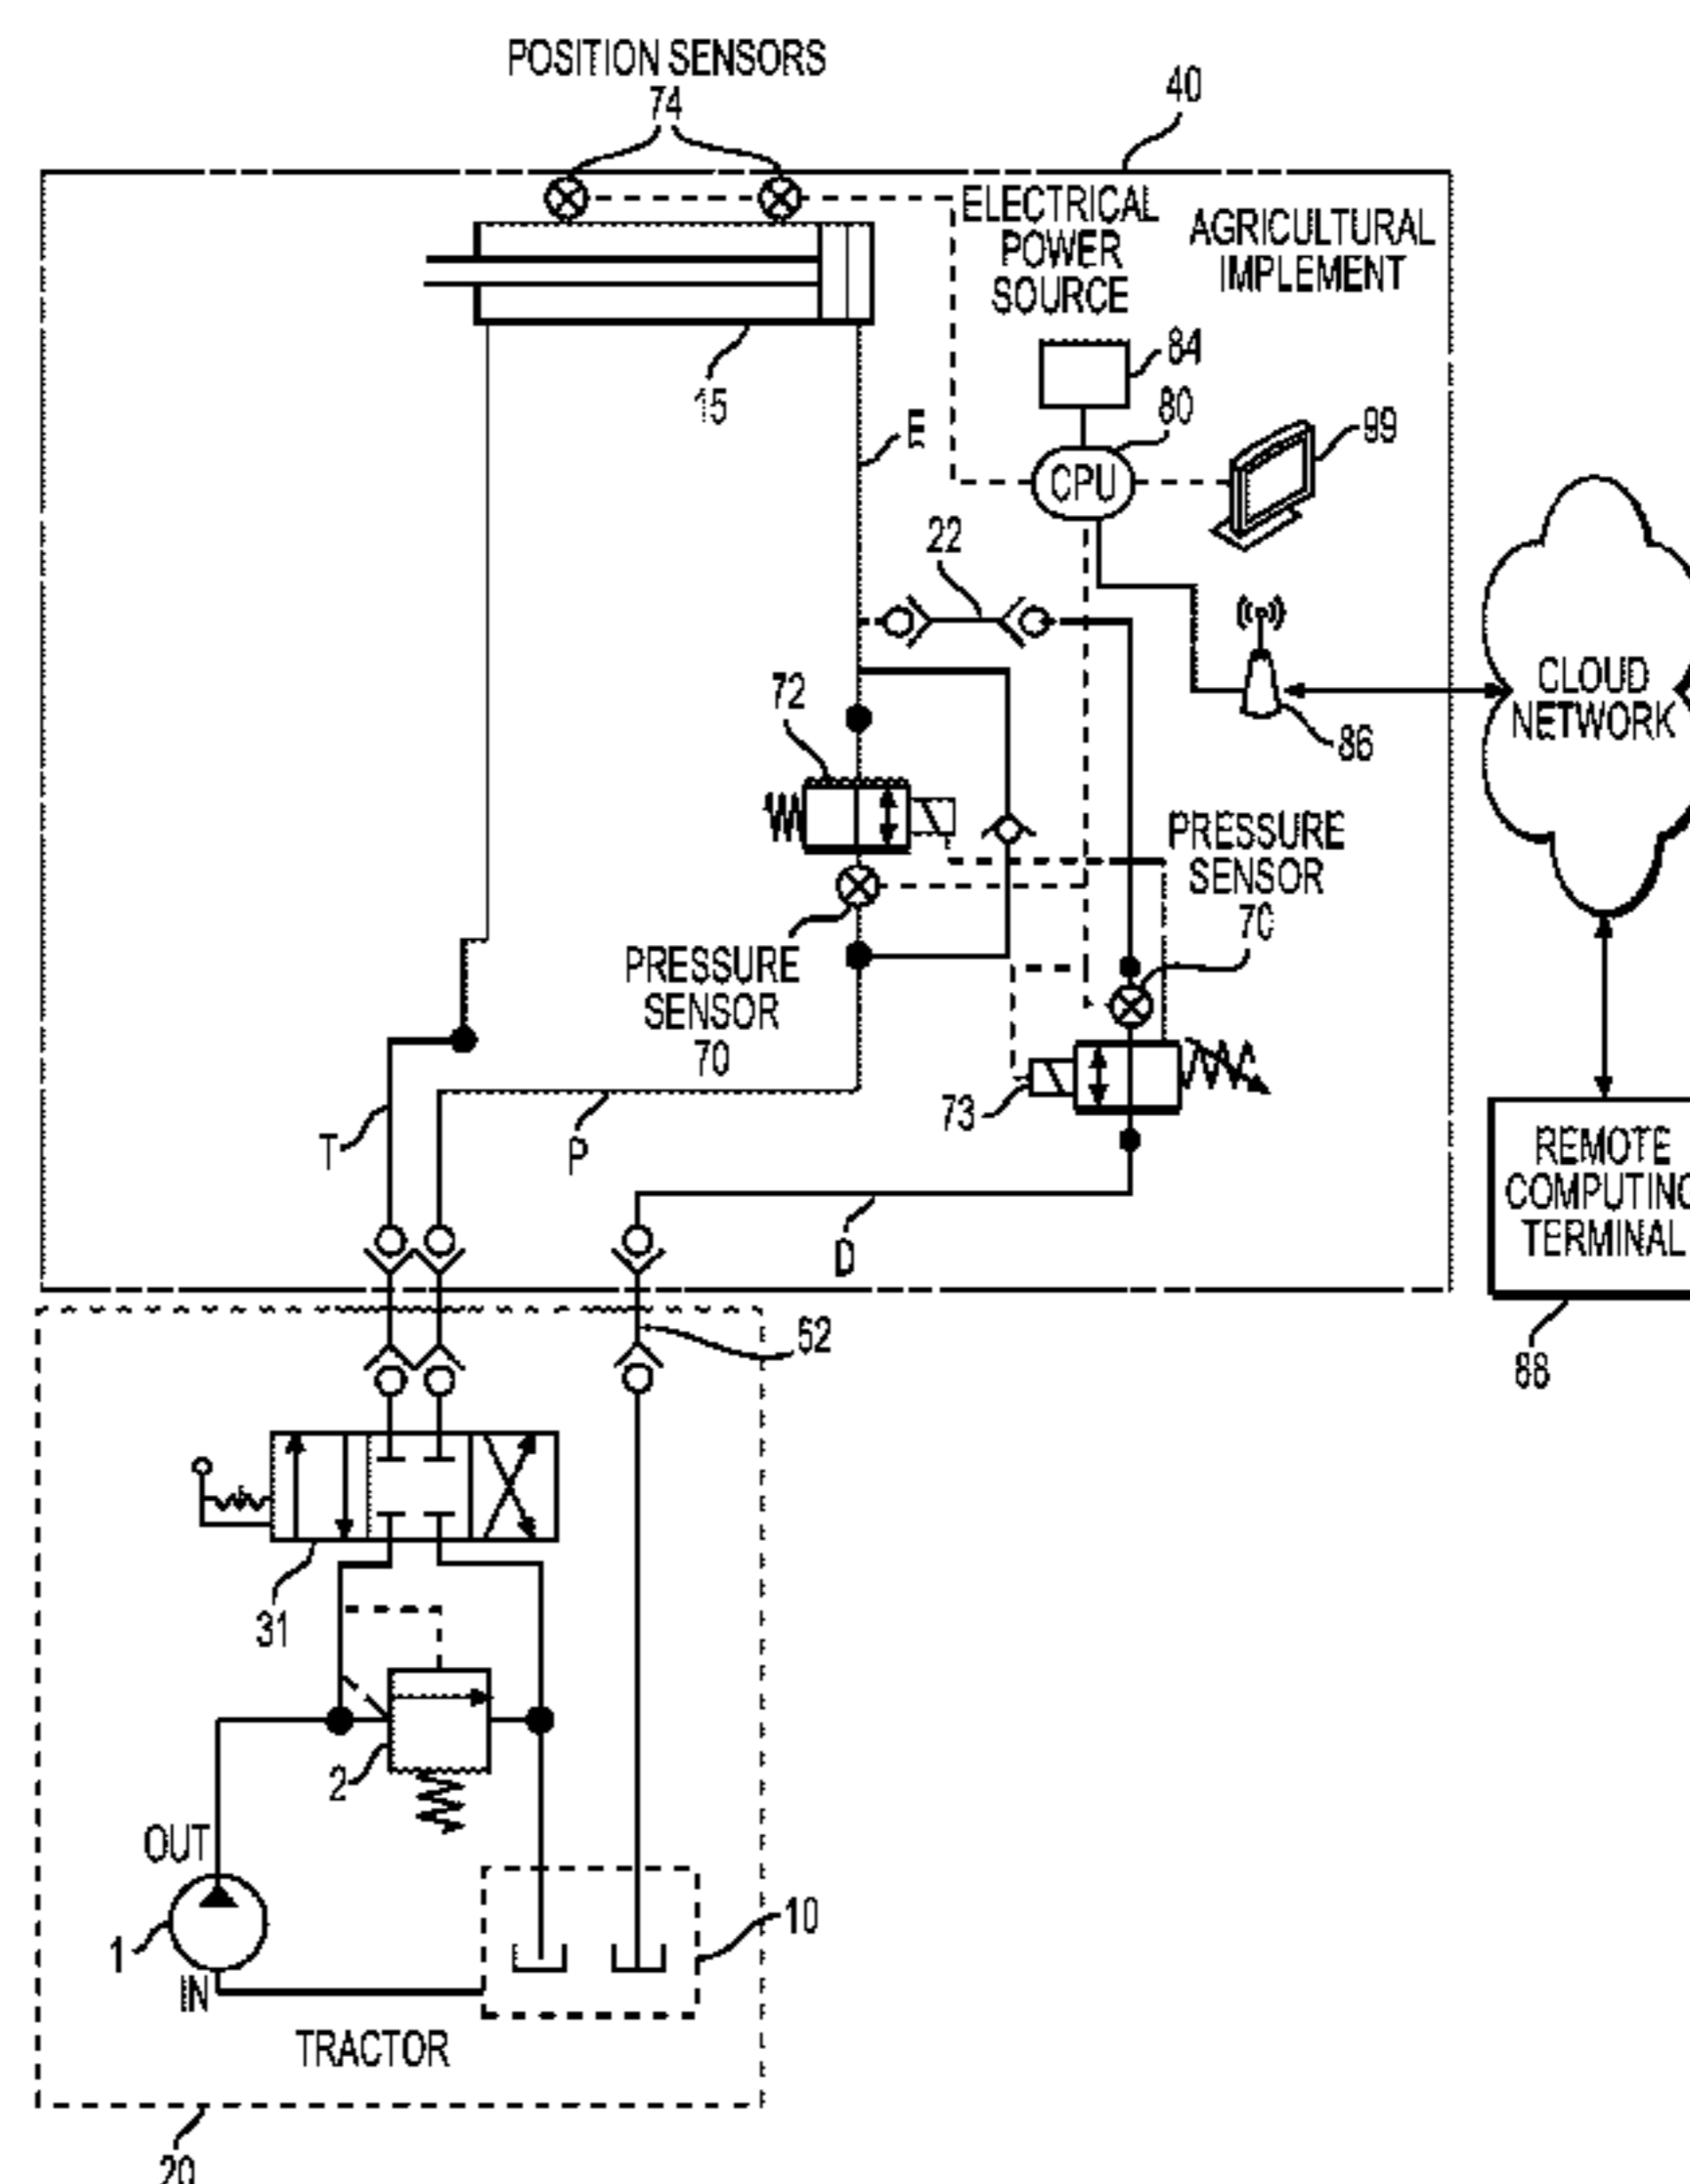 POSITION SENSORS
74
40
ELECTRICAL
POWER
SOURCE
AGRICULTURAL
IMPLEMENT
84
15
80
E
CPU
99
22
72
CLOUD
NETWORK
86
PRESSURE
SENSOR
70
PRESSURE
SENSOR
70
73
T
P
D
REMOTE
COMPUTING
TERMINAL
88
52
31
2
OUT
1
IN
10
TRACTOR
20